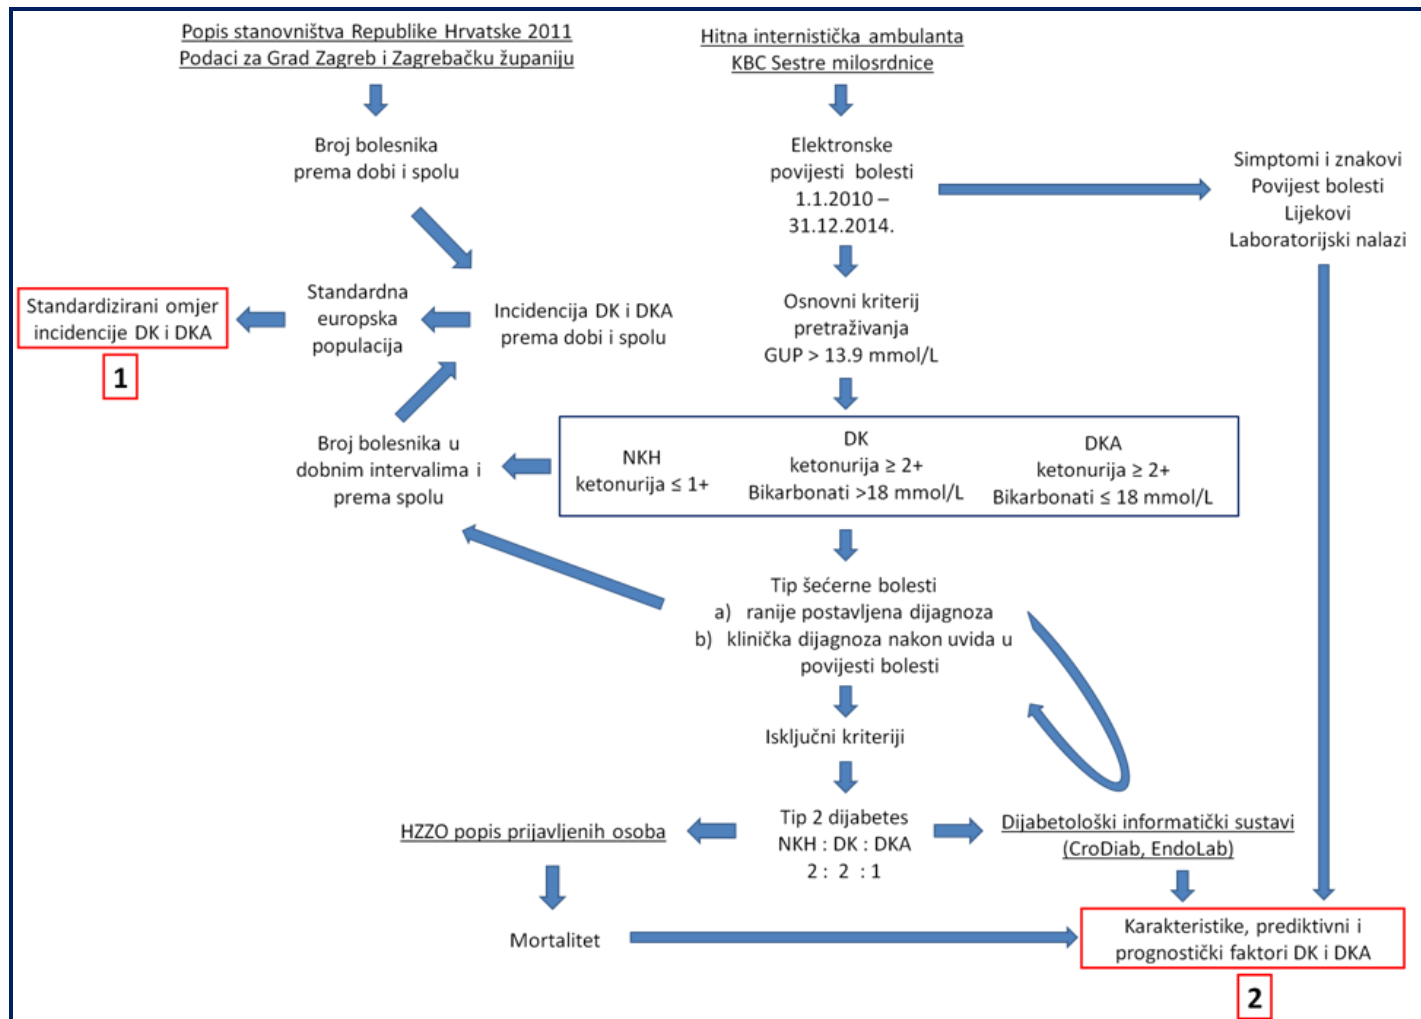 Popis stanovništva Republike Hrvatske 2011
Podaci za Grad Zagreb i Zagrebačku županiju
Hitna internistička ambulanta
KBC Sestre milosrdnice
Broj bolesnika
prema dobi i spolu
Elektronske
povijesti bolesti
1.1.2010 –
31.12.2014.
Simptomi i znakovi
Povijest bolesti
Lijekovi
Laboratorijski nalazi
Standardizirani omjer
incidencije DK i DKA
1
Standardna
europska
populacija
Incidencija DK i DKA
prema dobi i spolu
Osnovni kriterij
pretraživanja
GUP > 13.9 mmol/L
Broj bolesnika u
dobnim intervalima i
prema spolu
NKH
ketonurija ≤ 1+
DK
ketonurija ≥ 2+
Bikarbonati >18 mmol/L
DKA
ketonurija ≥ 2+
Bikarbonati ≤ 18 mmol/L
Tip šećerne bolesti
a) ranije postavljena dijagnoza
b) klinička dijagnoza nakon uvida u
povijesti bolesti
Isključni kriteriji
HZZO popis prijavljenih osoba
Tip 2 dijabetes
NKH : DK : DKA
2 : 2 : 1
Dijabetološki informatički sustavi
(CroDiab, EndoLab)
Mortalitet
Karakteristike, prediktivni i
prognostički faktori DK i DKA
2